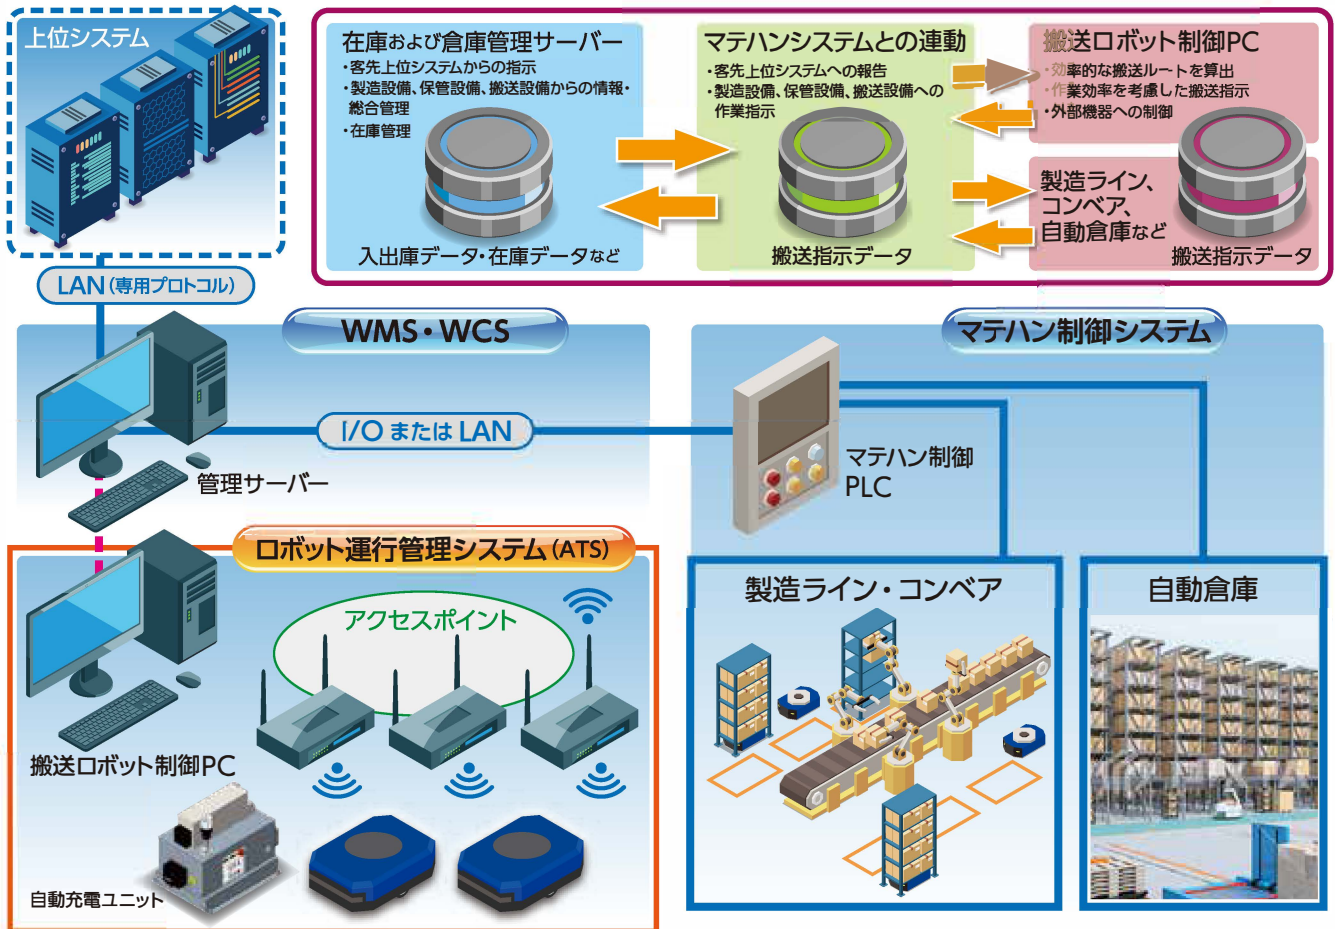 上位システム
在庫および倉庫管理サーバー
・客先上位システムからの指示
・製造設備、保管設備、搬送設備からの情報・
総合管理
・在庫管理
入出庫データ・在庫データなど
マテハンシステムとの連動
・客先上位システムへの報告
・製造設備、保管設備、搬送設備への
作業指示
搬送指示データ
搬送ロボット制御PC
・効率的な搬送ルートを算出
・作業効率を考慮した搬送指示
・外部機器への制御
製造ライン、
コンベア、
自動倉庫など
搬送指示データ
LAN(専用プロトコル)
WMS・WCS
マテハン制御システム
I/O または LAN
管理サーバー
マテハン制御
PLC
ロボット運行管理システム(ATS)
アクセスポイント
搬送ロボット制御PC
自動充電ユニット
製造ライン・コンベア
自動倉庫